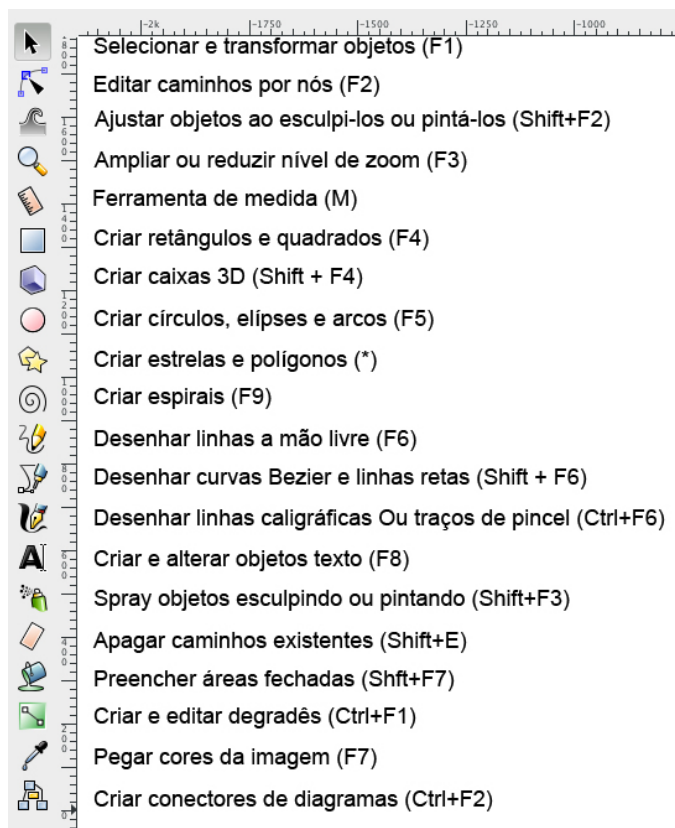 -2k -1750 -1500 -1250 -1000
Selecionar e transformar objetos (F1)
Editar caminhos por nós (F2)
Ajustar objetos ao esculpi-los ou pintá-los (Shift+F2)
Ampliar ou reduzir nível de zoom (F3)
Ferramenta de medida (M)
Criar retângulos e quadrados (F4)
Criar caixas 3D (Shift + F4)
Criar círculos, elípses e arcos (F5)
Criar estrelas e polígonos (*)
Criar espirais (F9)
Desenhar linhas a mão livre (F6)
Desenhar curvas Bezier e linhas retas (Shift + F6)
Desenhar linhas caligráficas Ou traços de pincel (Ctrl+F6)
Criar e alterar objetos texto (F8)
Spray objetos esculpindo ou pintando (Shift+F3)
Apagar caminhos existentes (Shift+E)
Preencher áreas fechadas (Shft+F7)
Criar e editar degradês (Ctrl+F1)
Pegar cores da imagem (F7)
Criar conectores de diagramas (Ctrl+F2)